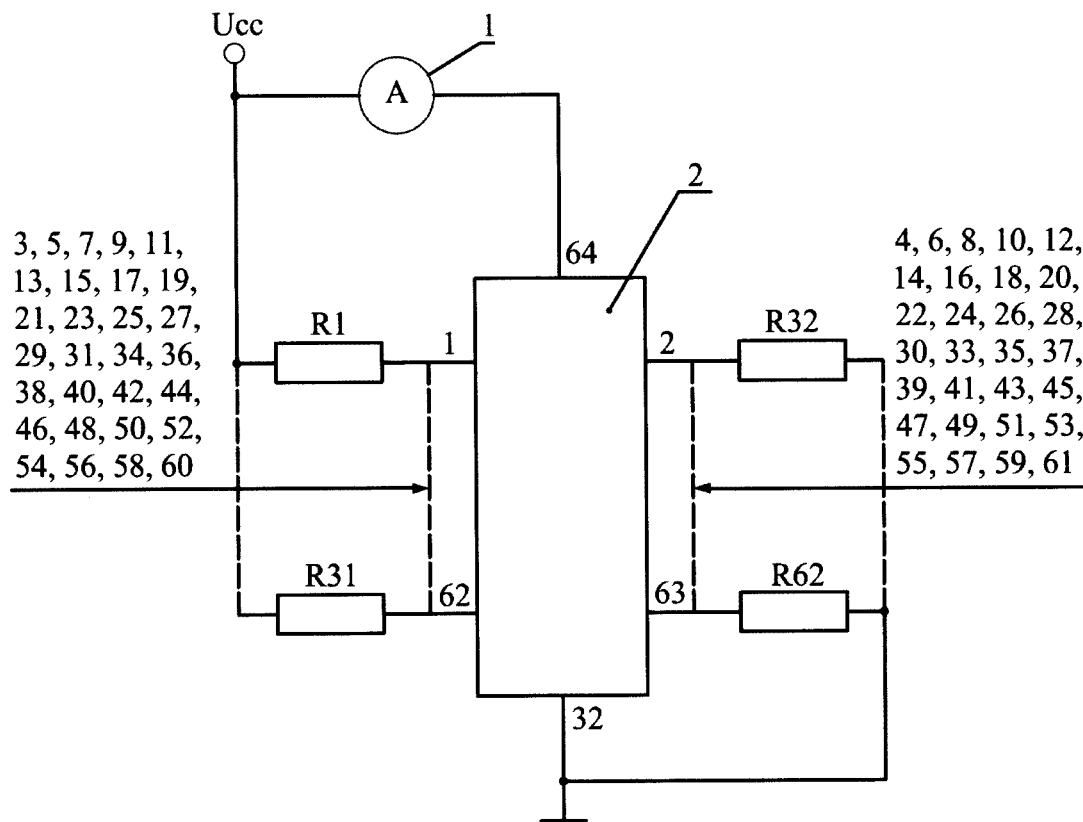 Ucc
1
A
2
64
3, 5, 7, 9, 11,
13, 15, 17, 19,
21, 23, 25, 27,
29, 31, 34, 36,
38, 40, 42, 44,
46, 48, 50, 52,
54, 56, 58, 60
4, 6, 8, 10, 12,
14, 16, 18, 20,
22, 24, 26, 28,
30, 33, 35, 37,
39, 41, 43, 45,
47, 49, 51, 53,
55, 57, 59, 61
R1
1
2
R32
R31
62
63
R62
32